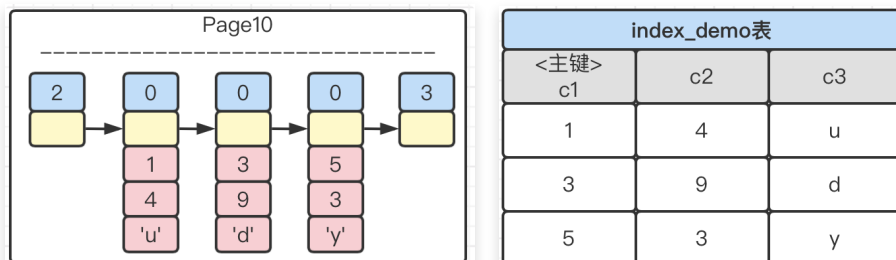 Page10
2 0 0 0 3
1 3 5
4 9 3
'u' 'd' 'y'
index_demo表
<主键>
c1 c2 c3
1 4 u
3 9 d
5 3 y